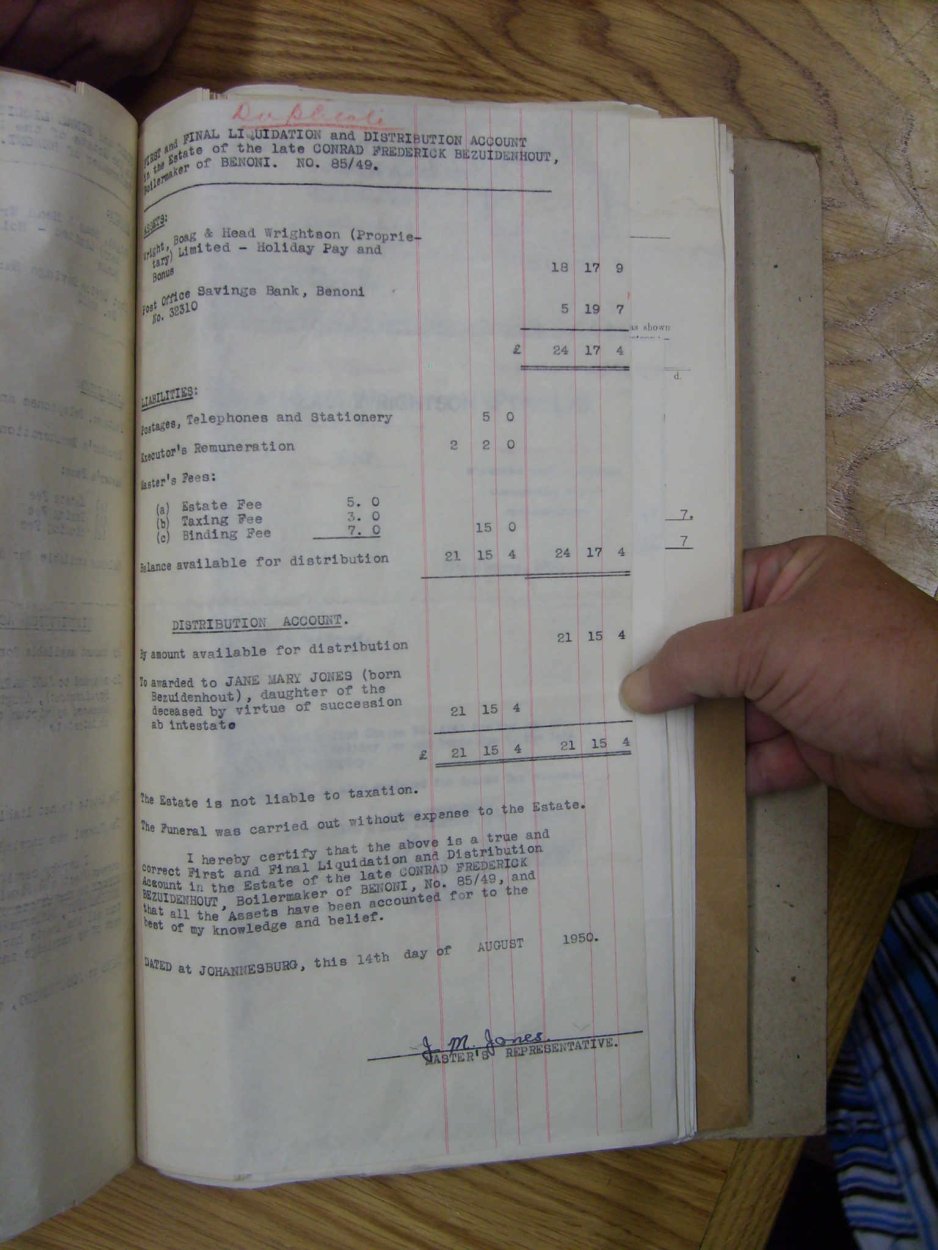 Duplicate
FIRST and FINAL LIQUIDATION and DISTRIBUTION ACCOUNT
in the Estate of the late CONRAD FREDERICK BEZUIDENHOUT,
Boilermaker of BENONI. NO. 85/49.
ASSETS:
Wright, Boag & Head Wrightson (Proprie-
tary) Limited - Holiday Pay and
Bonus 18 17 9
Post Office Savings Bank, Benoni
No. 32310 5 19 7
as shown
£ 24 17 4
d.
LIABILITIES:
Postages, Telephones and Stationery 5 0
Executor's Remuneration 2 2 0
Master's Fees:
(a) Estate Fee 5. 0
(b) Taxing Fee 3. 0
(c) Binding Fee 7. 0 15 0
7.
7
Balance available for distribution 21 15 4 24 17 4
DISTRIBUTION ACCOUNT.
By amount available for distribution 21 15 4
To awarded to JANE MARY JONES (born
Bezuidenhout), daughter of the
deceased by virtue of succession
ab intestato 21 15 4
£ 21 15 4 21 15 4
The Estate is not liable to taxation.
The Funeral was carried out without expense to the Estate.
I hereby certify that the above is a true and
correct First and Final Liquidation and Distribution
Account in the Estate of the late CONRAD FREDERICK
BEZUIDENHOUT, Boilermaker of BENONI, No. 85/49, and
that all the Assets have been accounted for to the
best of my knowledge and belief.
DATED at JOHANNESBURG, this 14th day of AUGUST 1950.
J. M. Jones.
MASTER'S REPRESENTATIVE.